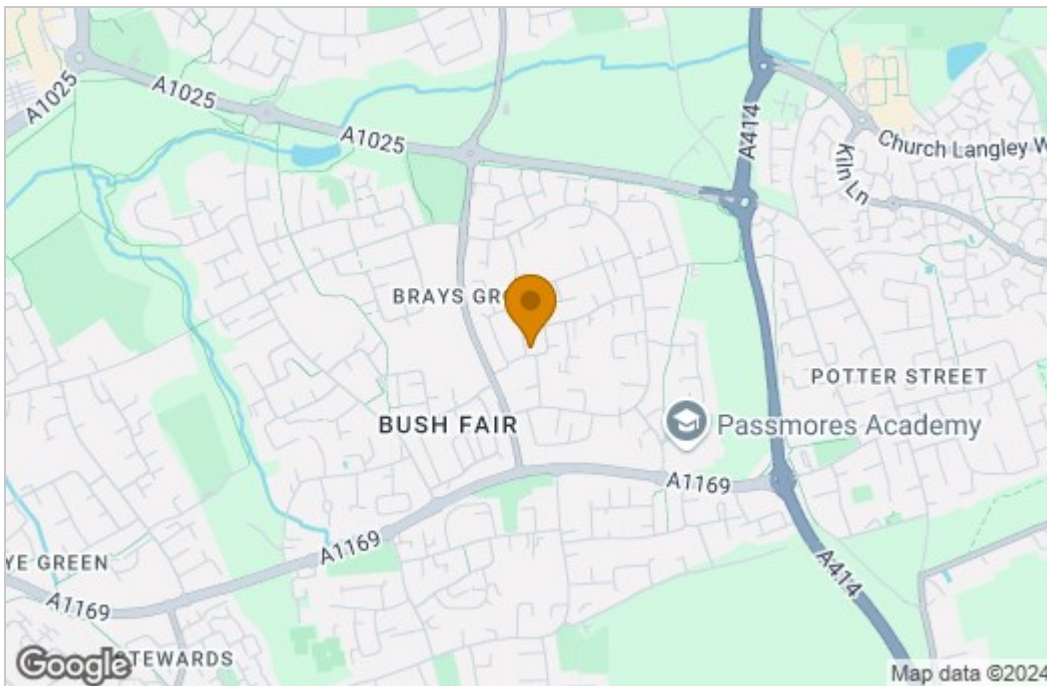 A1025
A1025
A1025
A414
Church Langley W
Kiln Ln
BRAYS GR
POTTER STREET
BUSH FAIR
Passmores Academy
A1169
A1169
YE GREEN
A1169
A414
STEWARDS
Google
Map data ©2024